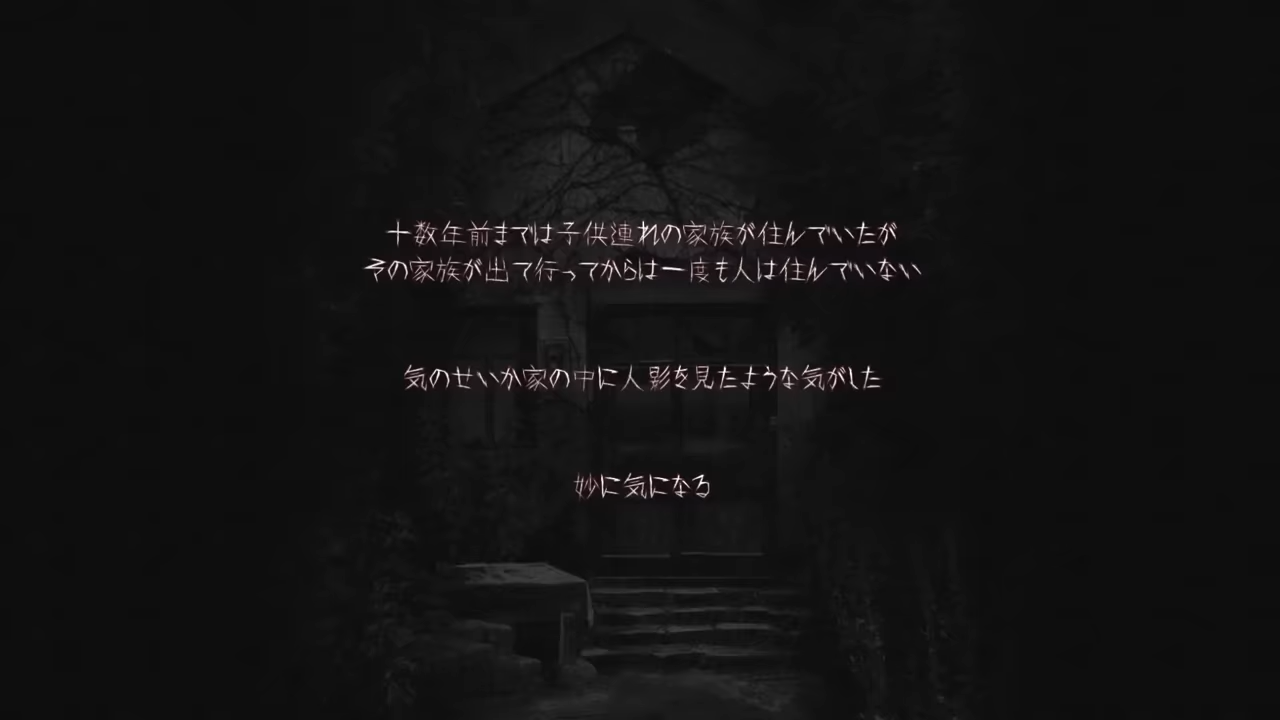 十数年前までは子供連れの家族が住んでいたが
その家族が出て行ってからは一度も人は住んでいない
気のせいか家の中に人影を見たような気がした
妙に気になる